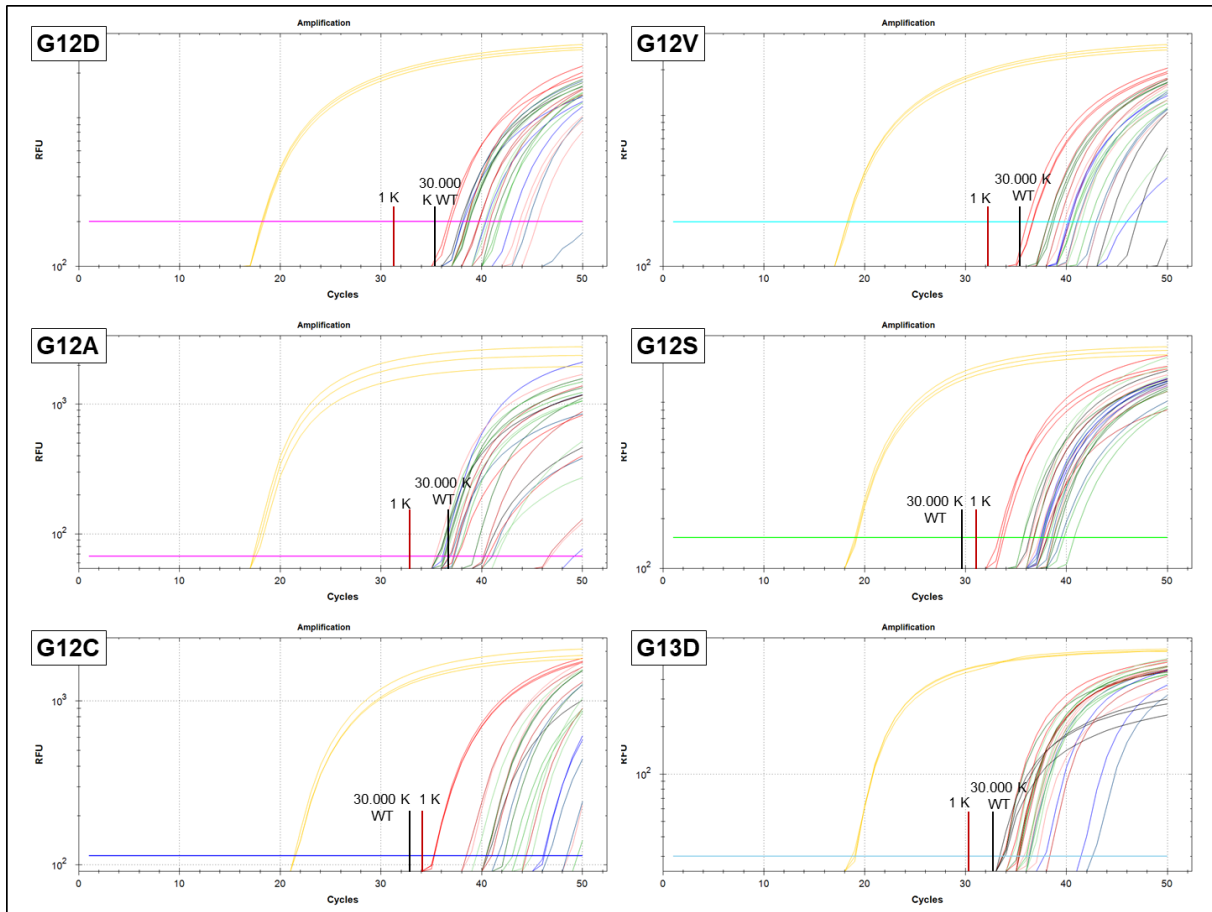 G12D
Amplification
RFU
10²
1 K
30.000
K WT
0
10
20
30
40
50
Cycles
G12V
Amplification
RFU
10²
1 K
30.000 K
WT
0
10
20
30
40
50
Cycles
G12A
Amplification
RFU
10³
10²
1 K
30.000 K
WT
0
10
20
30
40
50
Cycles
G12S
Amplification
RFU
10²
30.000 K
WT
1 K
0
10
20
30
40
50
Cycles
G12C
Amplification
RFU
10³
10²
30.000 K
WT
1 K
0
10
20
30
40
50
Cycles
G13D
Amplification
RFU
10²
1 K
30.000 K
WT
0
10
20
30
40
50
Cycles